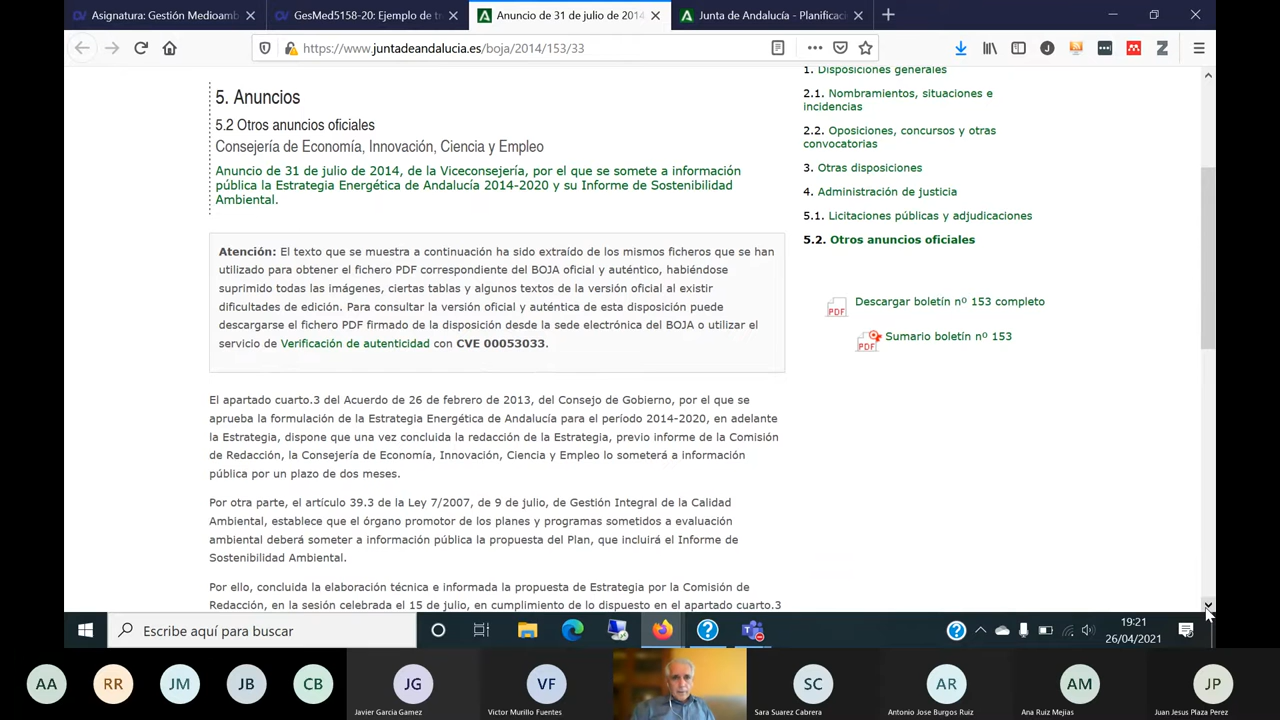 Asignatura: Gestión Medioamb
GesMed5158-20: Ejemplo de tr
Anuncio de 31 de julio de 2014
Junta de Andalucía - Planificaci
https://www.juntadeandalucia.es/boja/2014/153/33
5. Anuncios
5.2 Otros anuncios oficiales
Consejería de Economía, Innovación, Ciencia y Empleo
Anuncio de 31 de julio de 2014, de la Viceconsejería, por el que se somete a información
pública la Estrategia Energética de Andalucía 2014-2020 y su Informe de Sostenibilidad
Ambiental.
Atención: El texto que se muestra a continuación ha sido extraído de los mismos ficheros que se han
utilizado para obtener el fichero PDF correspondiente del BOJA oficial y auténtico, habiéndose
suprimido todas las imágenes, ciertas tablas y algunos textos de la versión oficial al existir
dificultades de edición. Para consultar la versión oficial y auténtica de esta disposición puede
descargarse el fichero PDF firmado de la disposición desde la sede electrónica del BOJA o utilizar el
servicio de Verificación de autenticidad con CVE 00053033.
El apartado cuarto.3 del Acuerdo de 26 de febrero de 2013, del Consejo de Gobierno, por el que se
aprueba la formulación de la Estrategia Energética de Andalucía para el período 2014-2020, en adelante
la Estrategia, dispone que una vez concluida la redacción de la Estrategia, previo informe de la Comisión
de Redacción, la Consejería de Economía, Innovación, Ciencia y Empleo lo someterá a información
pública por un plazo de dos meses.
Por otra parte, el artículo 39.3 de la Ley 7/2007, de 9 de julio, de Gestión Integral de la Calidad
Ambiental, establece que el órgano promotor de los planes y programas sometidos a evaluación
ambiental deberá someter a información pública la propuesta del Plan, que incluirá el Informe de
Sostenibilidad Ambiental.
Por ello, concluida la elaboración técnica e informada la propuesta de Estrategia por la Comisión de
Redacción, en la sesión celebrada el 15 de julio, en cumplimiento de lo dispuesto en el apartado cuarto.3
1. Disposiciones generales
2.1. Nombramientos, situaciones e
incidencias
2.2. Oposiciones, concursos y otras
convocatorias
3. Otras disposiciones
4. Administración de justicia
5.1. Licitaciones públicas y adjudicaciones
5.2. Otros anuncios oficiales
PDF
Descargar boletín nº 153 completo
PDF
Sumario boletín nº 153
Escribe aquí para buscar
19:21
26/04/2021
AA
RR
JM
JB
CB
JG
Javier Garcia Gamez
VF
Victor Murillo Fuentes
SC
Sara Suarez Cabrera
AR
Antonio Jose Burgos Ruiz
AM
Ana Ruiz Mejias
JP
Juan Jesus Plaza Perez